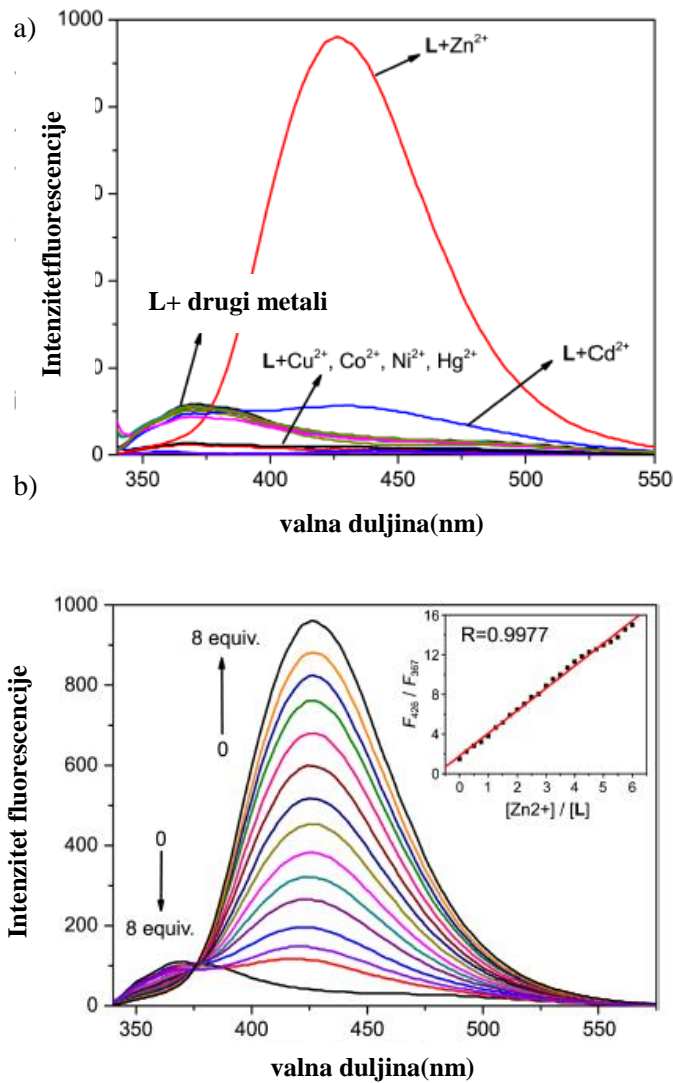 a)
1000
L+Zn²⁺
Intenzitetfluorescencije
L+ drugi metali
L+Cu²⁺, Co²⁺, Ni²⁺, Hg²⁺
L+Cd²⁺
0
350 400 450 500 550
valna duljina(nm)
b)
Intenzitet fluorescencije
1000
800
600
400
200
0
8 equiv.
0
0
8 equiv.
R=0.9977
F₄₂₆ / F₃₆₇
16
12
8
4
0
0 1 2 3 4 5 6
[Zn2+] / [L]
350 400 450 500 550
valna duljina(nm)